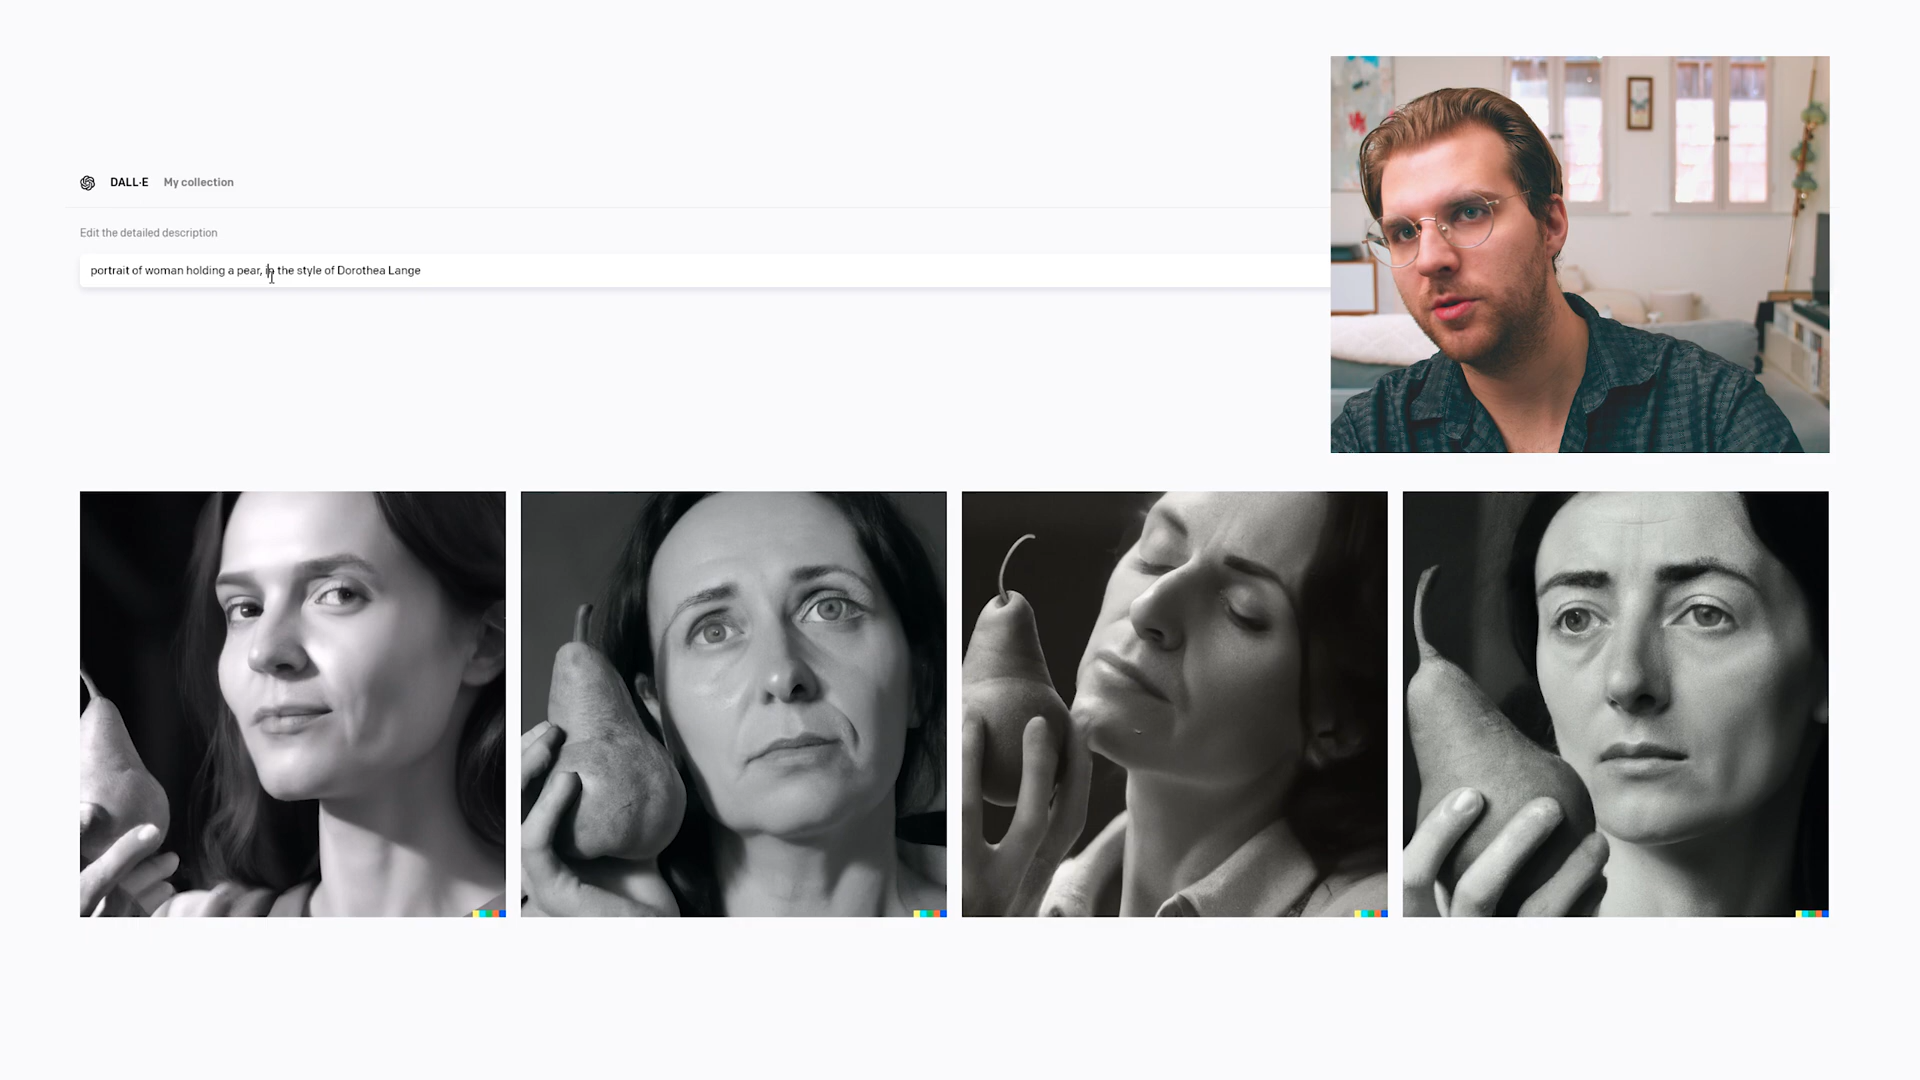 DALL·E My collection
Edit the detailed description
portrait of woman holding a pear, in the style of Dorothea Lange